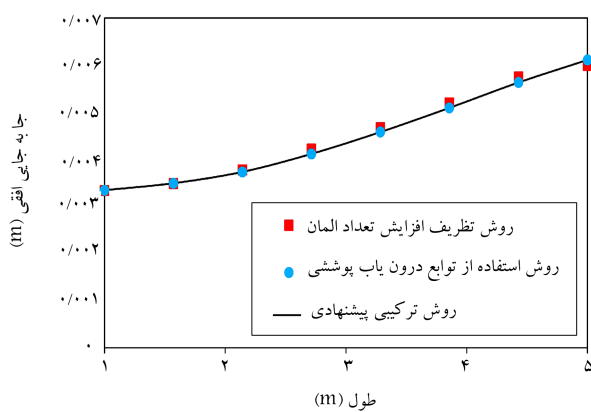 ۰/۰۰۷
۰/۰۰۶
۰/۰۰۵
۰/۰۰۴
۰/۰۰۳
۰/۰۰۲
۰/۰۰۱
۰
جا به جایی افقی (m)
روش تظریف افزایش تعداد المان
روش استفاده از توابع درون یاب پوششی
روش ترکیبی پیشنهادی
۱ ۲ ۳ ۴ ۵
طول (m)